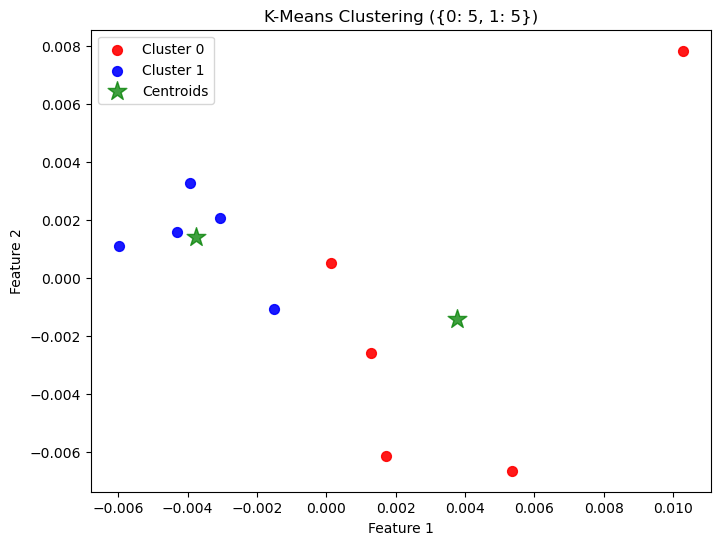 K-Means Clustering ({0: 5, 1: 5})
Cluster 0
Cluster 1
Centroids
0.008
0.006
0.004
0.002
0.000
−0.002
−0.004
−0.006
Feature 2
−0.006
−0.004
−0.002
0.000
0.002
0.004
0.006
0.008
0.010
Feature 1